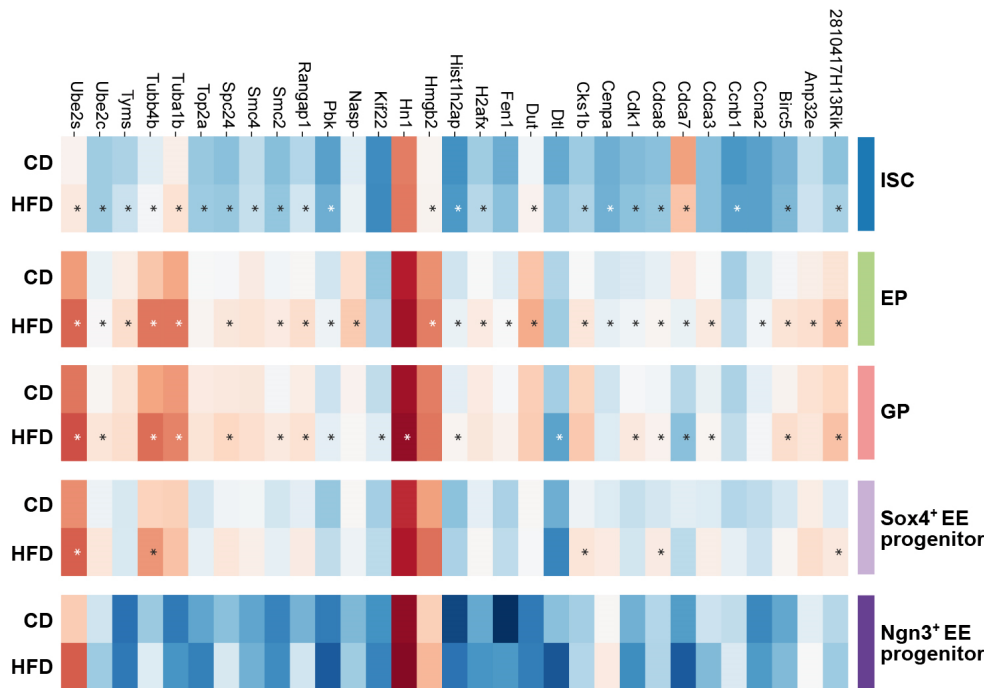 Ube2s
Ube2c
Tyms
Tubb4b
Tuba1b
Top2a
Spc24
Smc4
Smc2
Rangap1
Pbk
Nasp
Kif22
Hn1
Hmgb2
Hist1h2ap
H2afx
Fen1
Dut
Dtl
Cks1b
Cenpa
Cdk1
Cdca8
Cdca7
Cdca3
Ccnb1
Ccna2
Birc5
Anp32e
2810417H13Rik
CD
HFD
ISC
CD
HFD
EP
CD
HFD
GP
CD
HFD
Sox4⁺ EE
progenitor
CD
HFD
Ngn3⁺ EE
progenitor